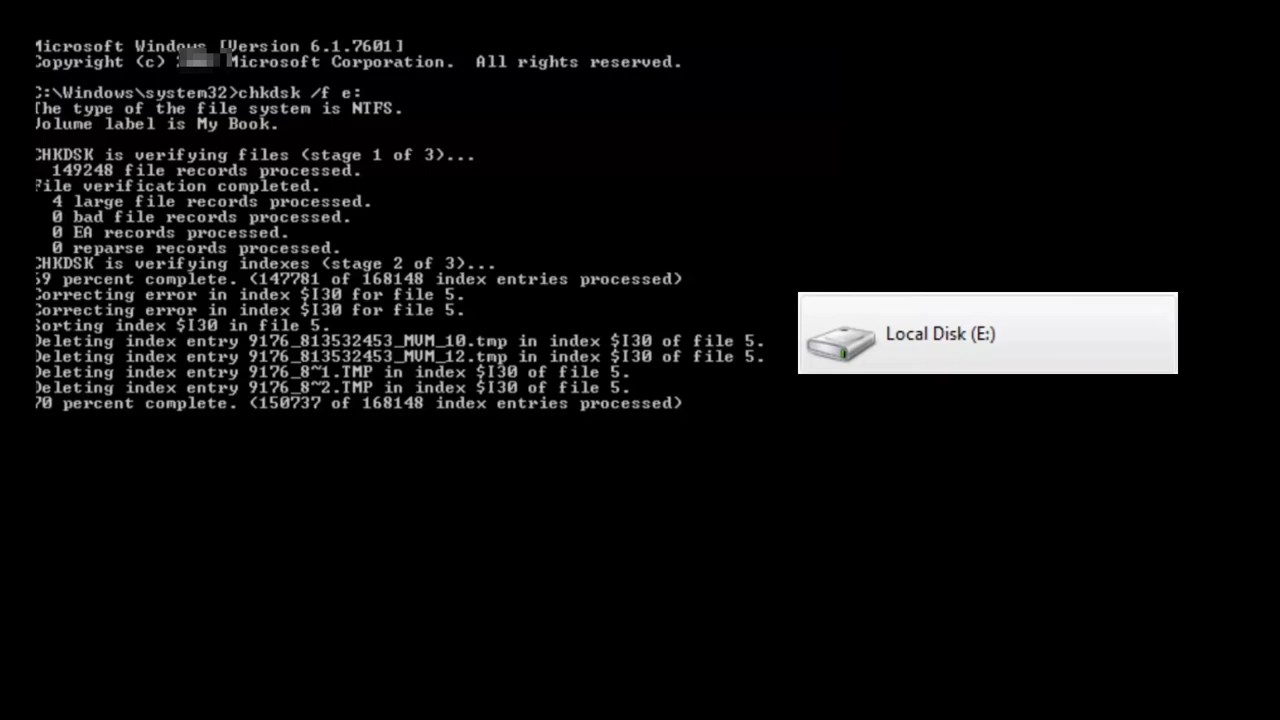 Microsoft Windows [Version 6.1.7601]
Copyright (c) Microsoft Corporation. All rights reserved.
C:\Windows\system32>chkdsk /f e:
The type of the file system is NTFS.
Volume label is My Book.
CHKDSK is verifying files (stage 1 of 3)...
149248 file records processed.
File verification completed.
4 large file records processed.
0 bad file records processed.
0 EA records processed.
0 reparse records processed.
CHKDSK is verifying indexes (stage 2 of 3)...
69 percent complete. (147781 of 168148 index entries processed)
Correcting error in index $I30 for file 5.
Correcting error in index $I30 for file 5.
Sorting index $I30 in file 5.
Deleting index entry 9176_813532453_MVM_10.tmp in index $I30 of file 5.
Deleting index entry 9176_813532453_MVM_12.tmp in index $I30 of file 5.
Deleting index entry 9176_8~1.TMP in index $I30 of file 5.
Deleting index entry 9176_8~2.TMP in index $I30 of file 5.
70 percent complete. (150737 of 168148 index entries processed)
Local Disk (E:)